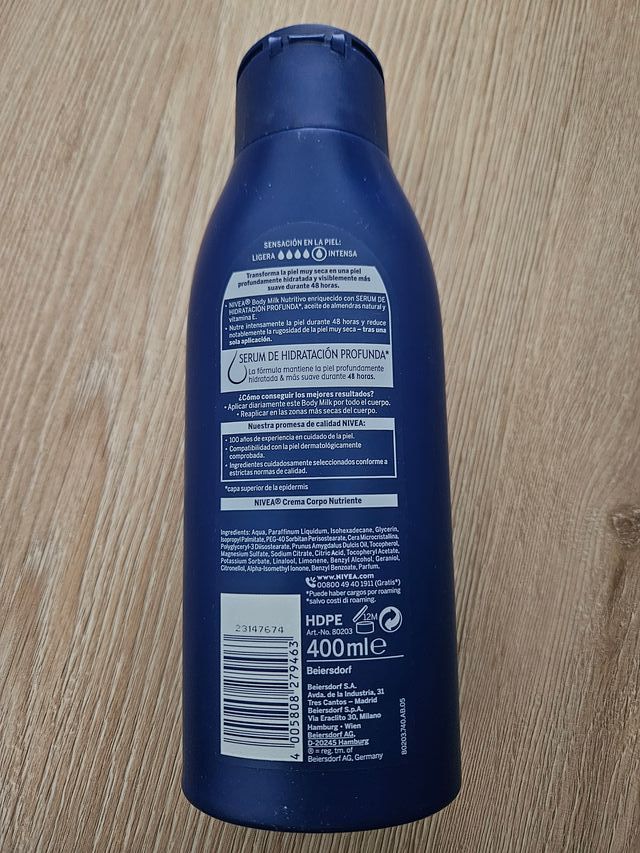 SENSACIÓN EN LA PIEL:
LIGERA INTENSA
Transforma la piel muy seca en una piel
profundamente hidratada y visiblemente más
suave durante 48 horas.
• NIVEA® Body Milk Nutritivo enriquecido con SERUM DE
HIDRATACIÓN PROFUNDA*, aceite de almendras natural y
vitamina E.
• Nutre intensamente la piel durante 48 horas y reduce
notablemente la rugosidad de la piel muy seca – tras una
sola aplicación.
SERUM DE HIDRATACIÓN PROFUNDA*
La fórmula mantiene la piel profundamente
hidratada & más suave durante 48 horas.
¿Cómo conseguir los mejores resultados?
• Aplicar diariamente este Body Milk por todo el cuerpo.
• Reaplicar en las zonas más secas del cuerpo.
Nuestra promesa de calidad NIVEA:
• 100 años de experiencia en cuidado de la piel.
• Compatibilidad con la piel dermatológicamente
comprobada.
• Ingredientes cuidadosamente seleccionados conforme a
estrictas normas de calidad.
*capa superior de la epidermis
NIVEA® Crema Corpo Nutriente
Ingredients: Aqua, Paraffinum Liquidum, Isohexadecane, Glycerin,
Isopropyl Palmitate, PEG-40 Sorbitan Perisostearate, Cera Microcristallina,
Polyglyceryl-3 Diisostearate, Prunus Amygdalus Dulcis Oil, Tocopherol,
Magnesium Sulfate, Sodium Citrate, Citric Acid, Tocopheryl Acetate,
Potassium Sorbate, Linalool, Limonene, Benzyl Alcohol, Geraniol,
Citronellol, Alpha-Isomethyl Ionone, Benzyl Benzoate, Parfum.
www.NIVEA.com
00800 49 40 1911 (Gratis*)
*Puede haber cargos por roaming
*salvo costi di roaming.
HDPE 12M
Art.-No. 80203
400 ml e
Beiersdorf
Beiersdorf S.A.
Avda. de la Industria, 31
Tres Cantos – Madrid
Beiersdorf S.p.A.
Via Eraclito 30, Milano
Hamburg • Wien
Beiersdorf AG,
D-20245 Hamburg
® = reg. tm. of
Beiersdorf AG, Germany
23147674
4 005808 279463
80203.740.AB.05